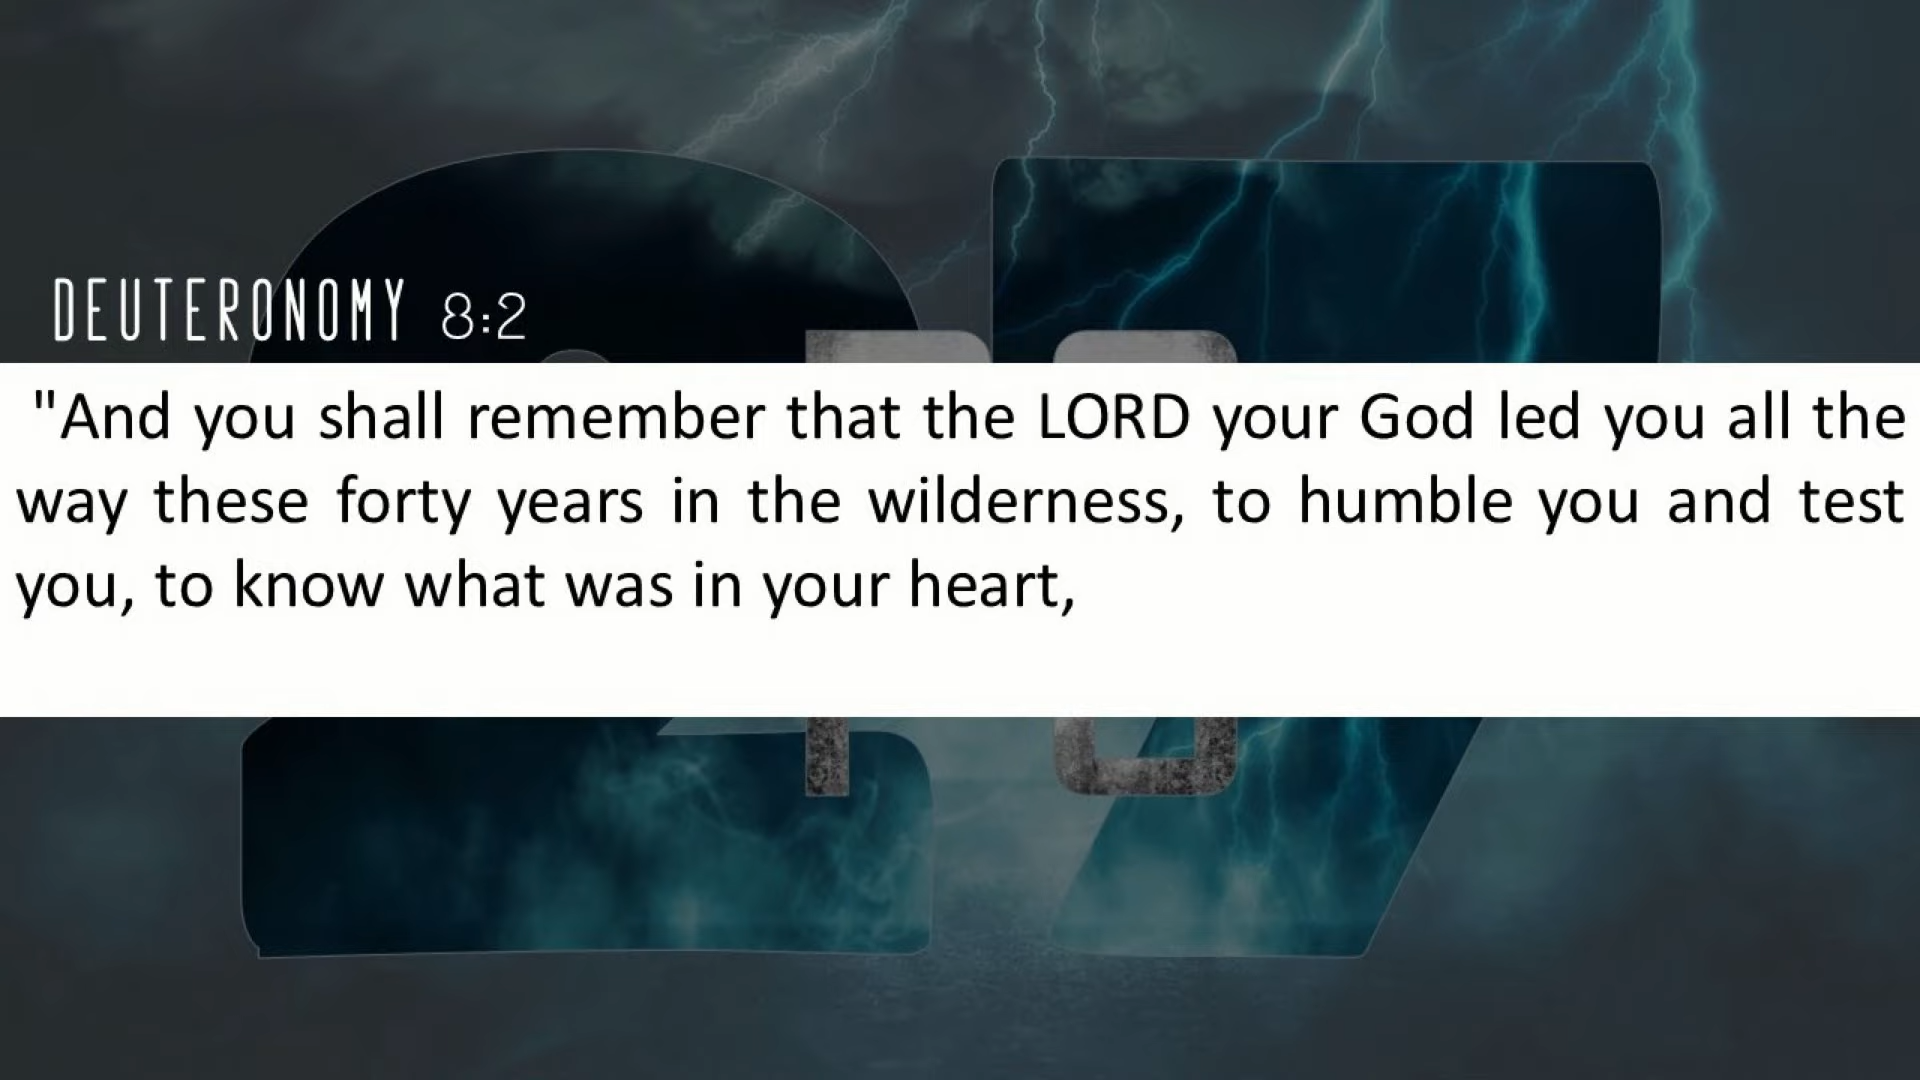 DEUTERONOMY 8:2
"And you shall remember that the LORD your God led you all the
way these forty years in the wilderness, to humble you and test
you, to know what was in your heart,